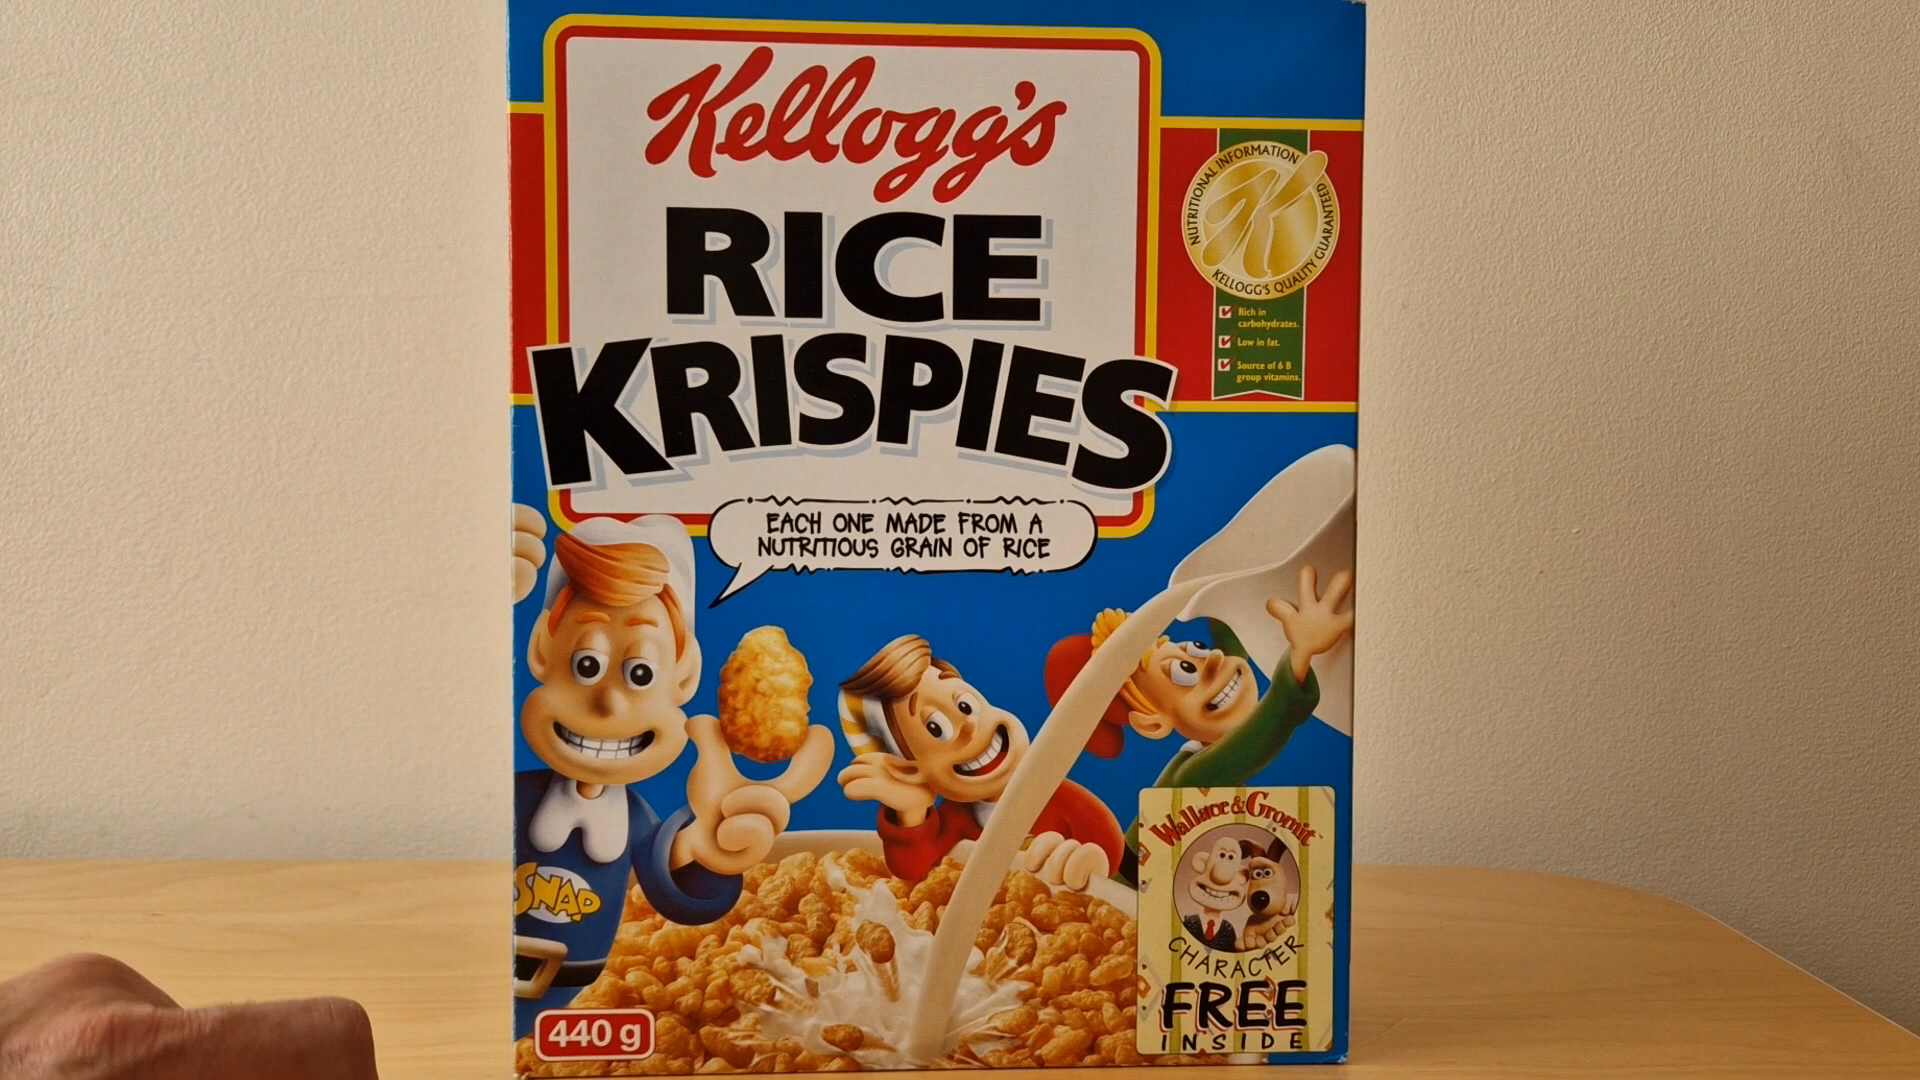 Kellogg's
RICE
KRISPIES
NUTRITIONAL INFORMATION
K
KELLOGG'S QUALITY GUARANTEED
Rich in
carbohydrates.
Low in fat.
Source of 6 B
group vitamins.
EACH ONE MADE FROM A
NUTRITIOUS GRAIN OF RICE
SNAP
440 g
Wallace & Gromit™
CHARACTER
FREE
INSIDE